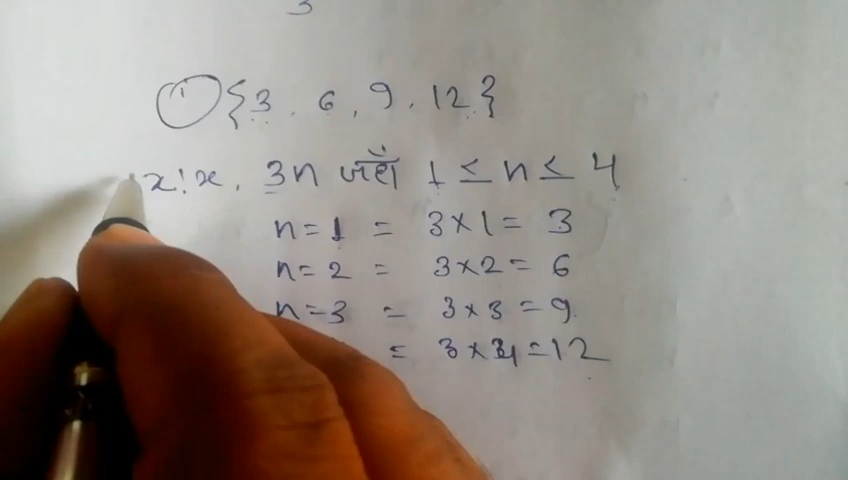 3
(i) {3, 6, 9, 12}
x:x, 3n जहाँ 1 ≤ n ≤ 4
n=1 = 3×1= 3
n=2 = 3×2= 6
n=3 = 3×3=9
= 3×4=12